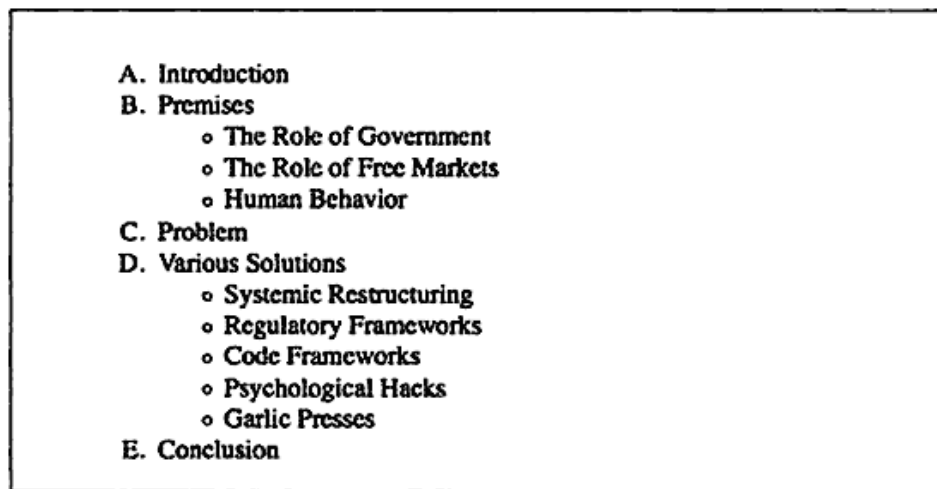 A. Introduction
B. Premises
∘ The Role of Government
∘ The Role of Free Markets
∘ Human Behavior
C. Problem
D. Various Solutions
∘ Systemic Restructuring
∘ Regulatory Frameworks
∘ Code Frameworks
∘ Psychological Hacks
∘ Garlic Presses
E. Conclusion